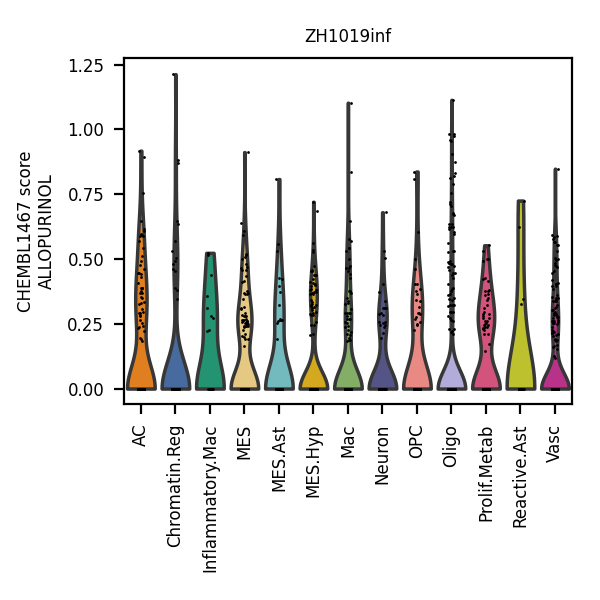 ZH1019inf
CHEMBL1467 score
ALLOPURINOL
1.25
1.00
0.75
0.50
0.25
0.00
AC
Chromatin.Reg
Inflammatory.Mac
MES
MES.Ast
MES.Hyp
Mac
Neuron
OPC
Oligo
Prolif.Metab
Reactive.Ast
Vasc